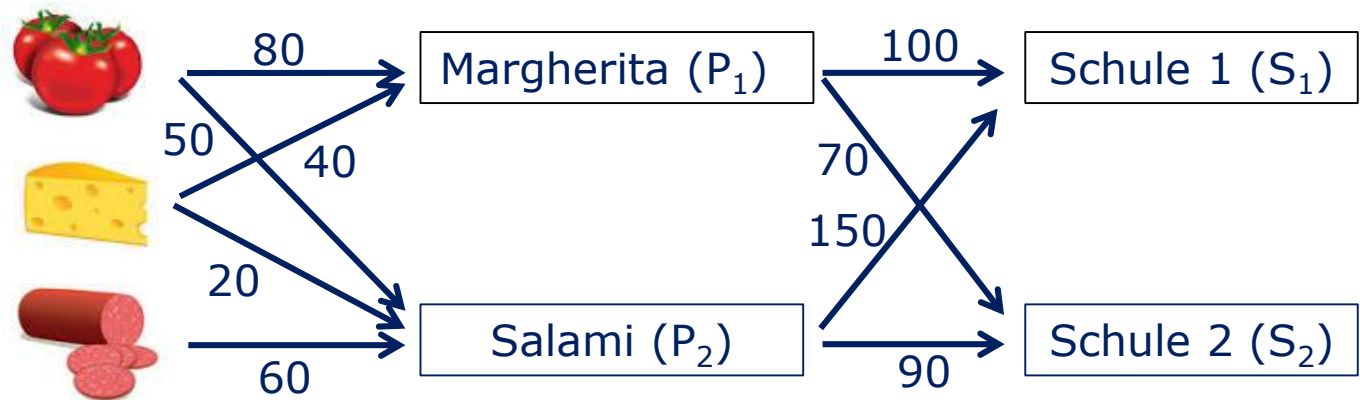 80
Margherita (P₁)
100
Schule 1 (S₁)
50
40
70
150
20
Salami (P₂)
Schule 2 (S₂)
60
90